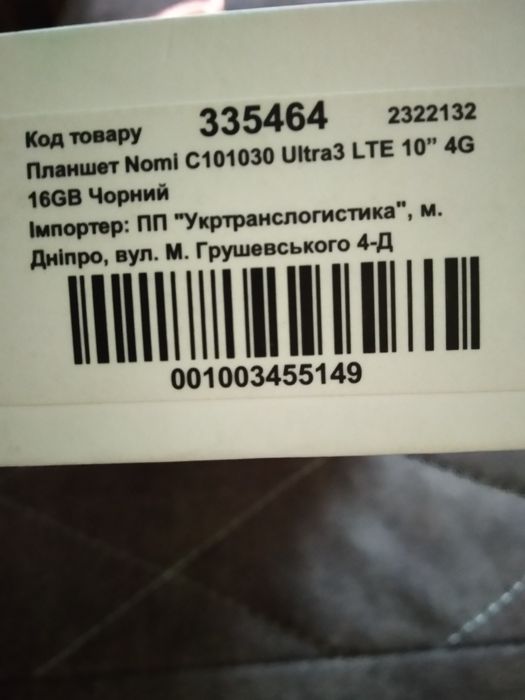 Код товару 335464 2322132
Планшет Nomi C101030 Ultra3 LTE 10” 4G
16GB Чорний
Імпортер: ПП "Укртранслогистика", м.
Дніпро, вул. М. Грушевського 4-Д
001003455149